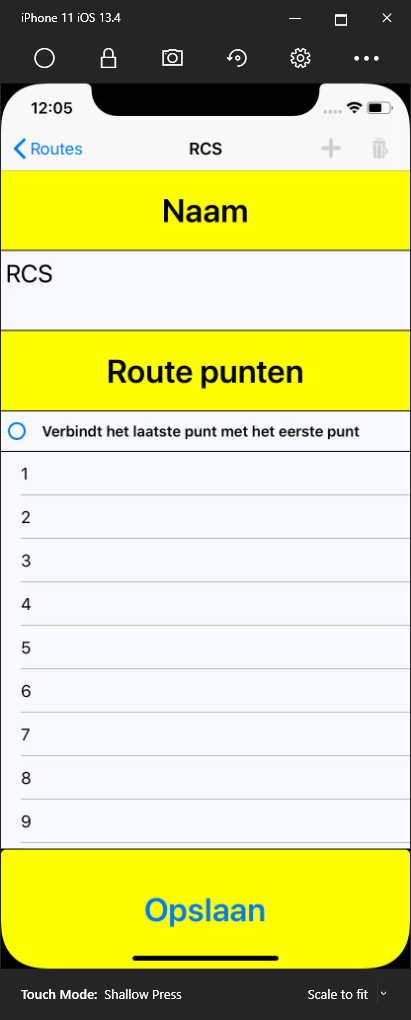 iPhone 11 iOS 13.4
12:05
Routes RCS
Naam
RCS
Route punten
Verbindt het laatste punt met het eerste punt
1
2
3
4
5
6
7
8
9
Opslaan
Touch Mode: Shallow Press Scale to fit